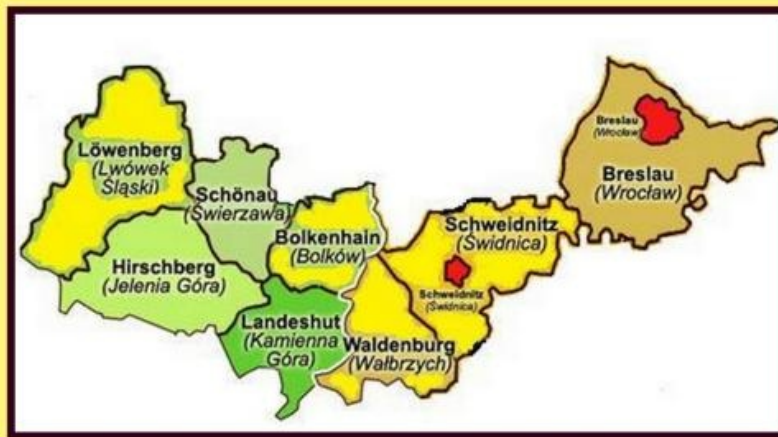 Löwenberg
(Lwówek
Śląski)
Schönau
(Świerzawa)
Hirschberg
(Jelenia Góra)
Bolkenhain
(Bolków)
Landeshut
(Kamienna
Góra)
Waldenburg
(Wałbrzych)
Schweidnitz
(Świdnica)
Schweidnitz
(Świdnica)
Breslau
(Wrocław)
Breslau
(Wrocław)